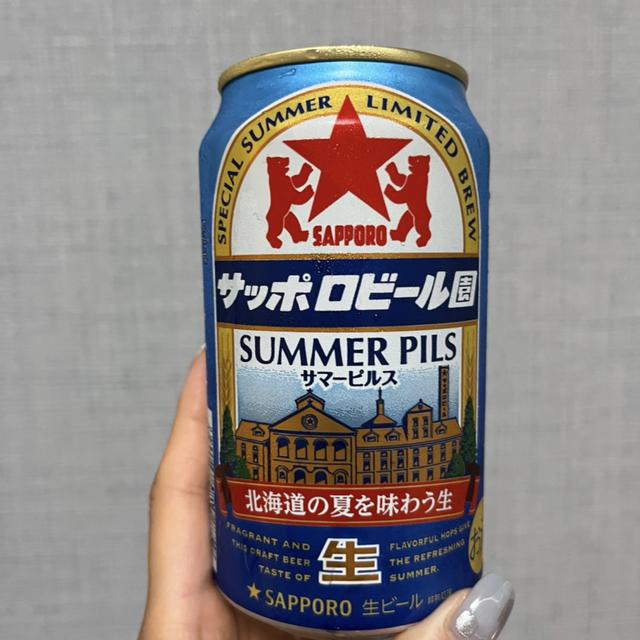 SPECIAL SUMMER LIMITED BREW
SAPPORO
サッポロビール園
SUMMER PILS
サマーピルス
北海道の夏を味わう生
FRAGRANT AND FLAVORFUL HOPS GIVE
THIS DRAFT BEER THE REFRESHING
TASTE OF SUMMER.
生
★SAPPORO 生ビール
お